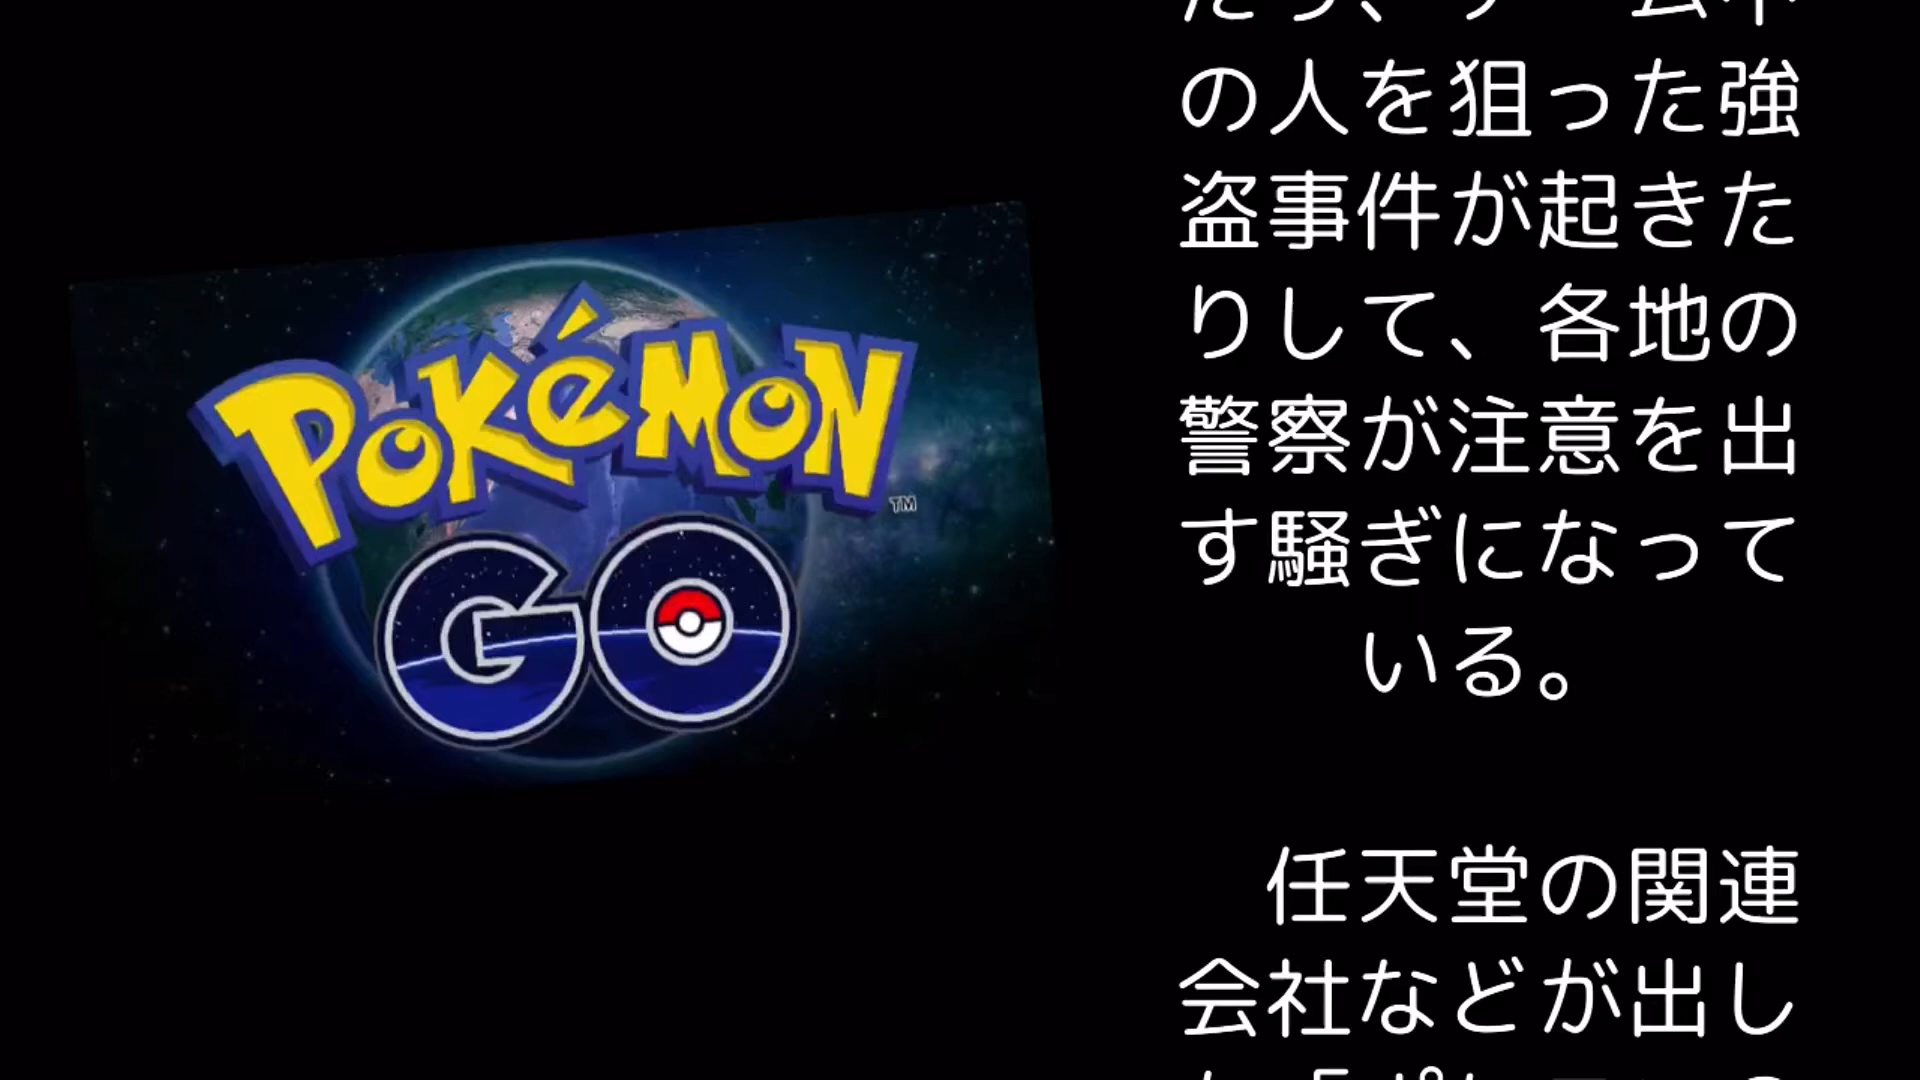 POKéMON
GO
TM
の人を狙った強
盗事件が起きた
りして、各地の
警察が注意を出
す騒ぎになって
いる。
任天堂の関連
会社などが出し